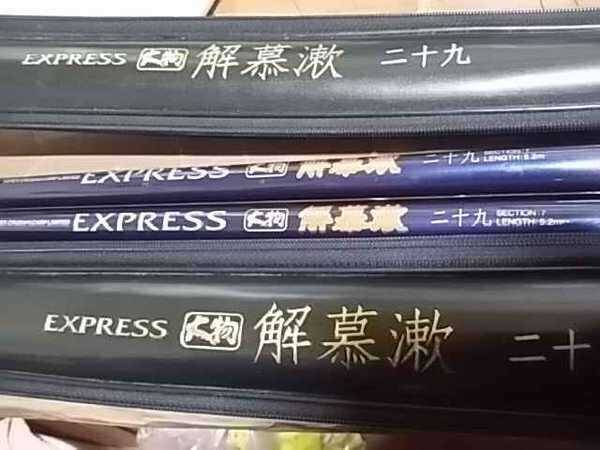 EXPRESS 大物 解慕漱 二十九
EXPRESS 大物 解慕漱 二十九 SECTION: 7
LENGTH: 9.2m
EXPRESS 大物 解慕漱 二十九 SECTION: 7
LENGTH: 9.2m
EXPRESS 大物 解慕漱 二十